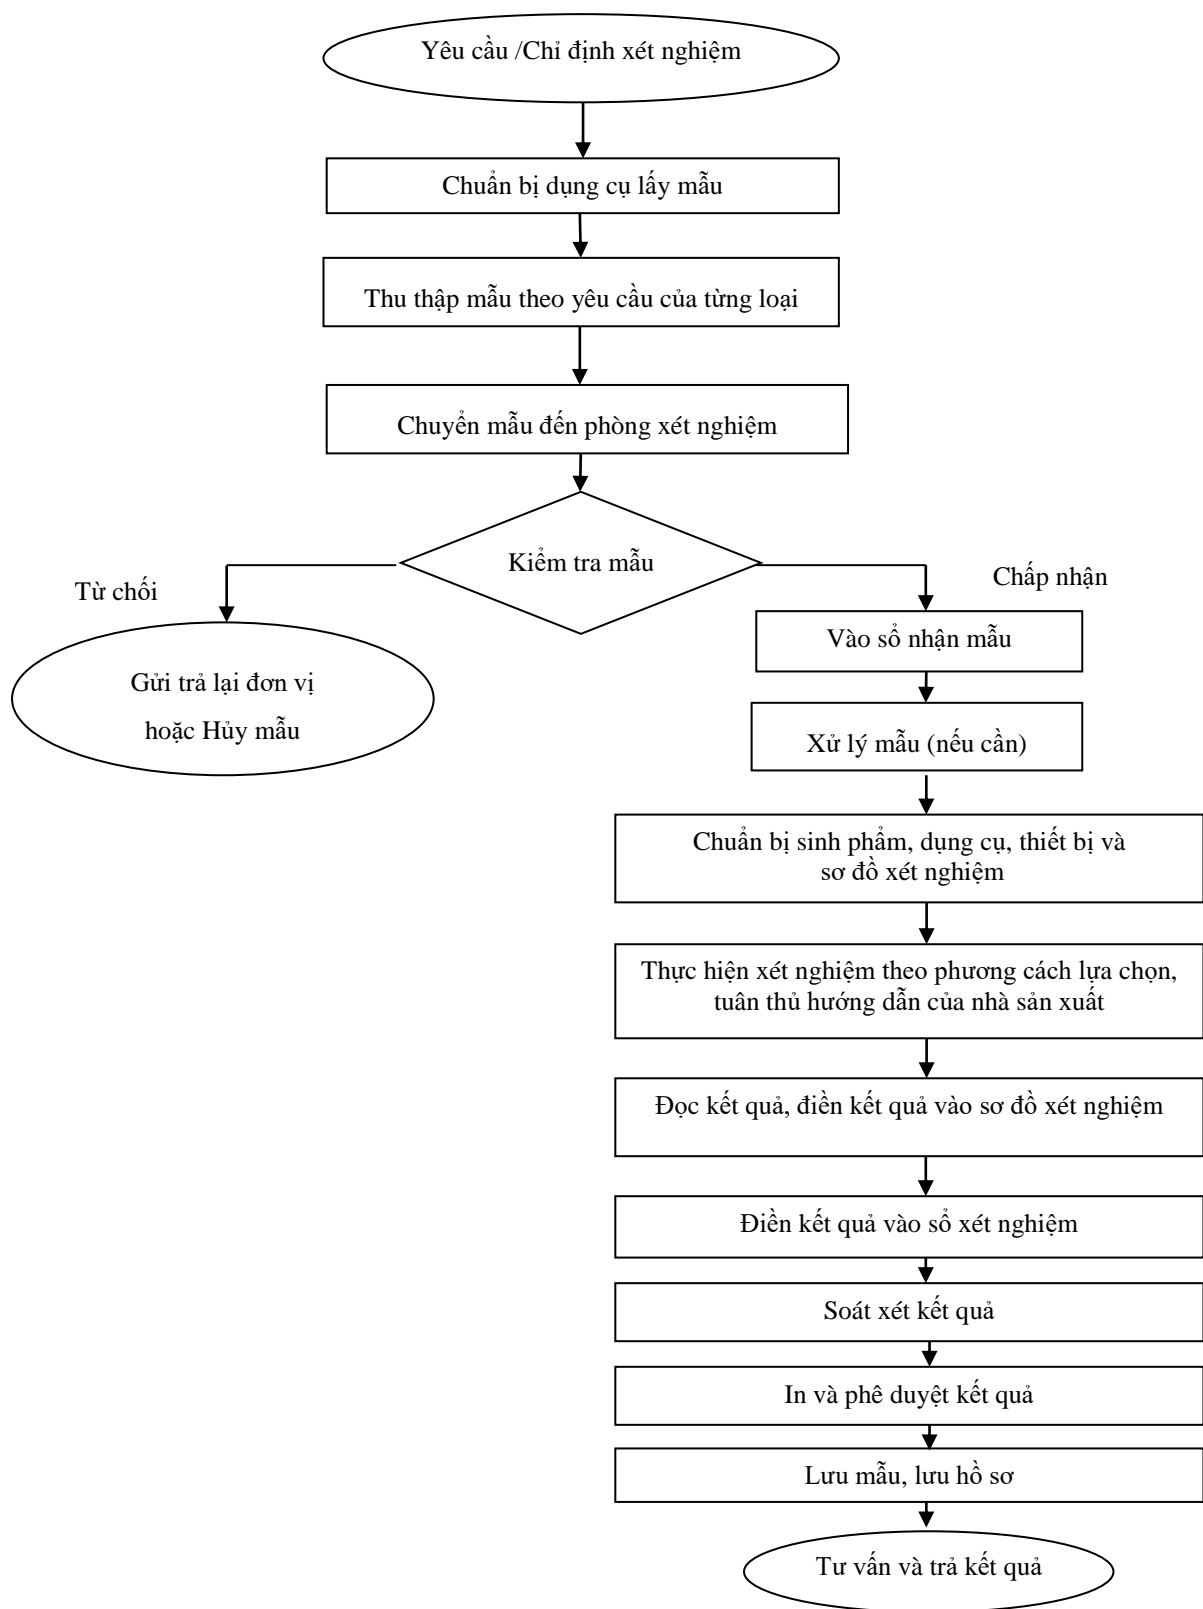 Yêu cầu /Chỉ định xét nghiệm
Chuẩn bị dụng cụ lấy mẫu
Thu thập mẫu theo yêu cầu của từng loại
Chuyển mẫu đến phòng xét nghiệm
Kiểm tra mẫu
Từ chối
Chấp nhận
Gửi trả lại đơn vị
hoặc Hủy mẫu
Vào sổ nhận mẫu
Xử lý mẫu (nếu cần)
Chuẩn bị sinh phẩm, dụng cụ, thiết bị và
sơ đồ xét nghiệm
Thực hiện xét nghiệm theo phương cách lựa chọn,
tuân thủ hướng dẫn của nhà sản xuất
Đọc kết quả, điền kết quả vào sơ đồ xét nghiệm
Điền kết quả vào sổ xét nghiệm
Soát xét kết quả
In và phê duyệt kết quả
Lưu mẫu, lưu hồ sơ
Tư vấn và trả kết quả